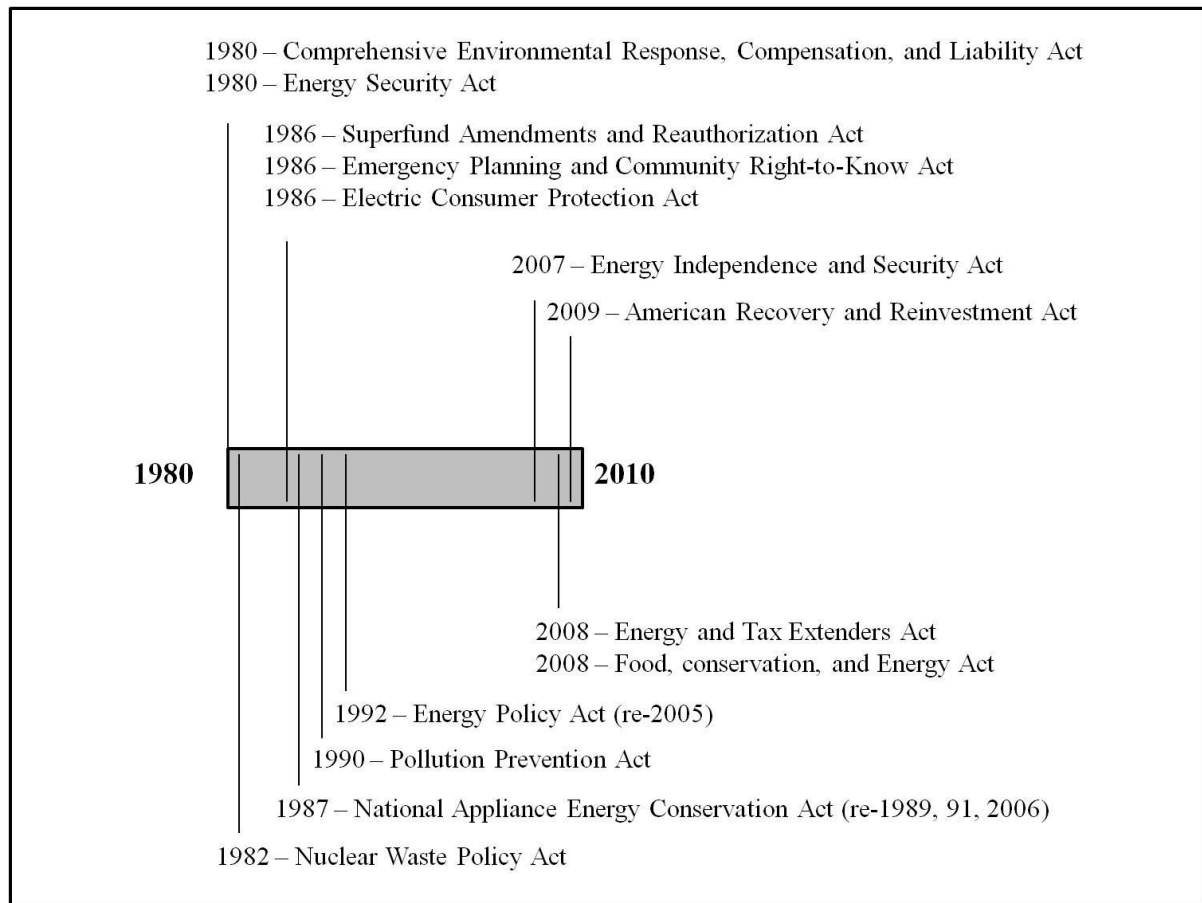 1980 – Comprehensive Environmental Response, Compensation, and Liability Act
1980 – Energy Security Act
1986 – Superfund Amendments and Reauthorization Act
1986 – Emergency Planning and Community Right-to-Know Act
1986 – Electric Consumer Protection Act
2007 – Energy Independence and Security Act
2009 – American Recovery and Reinvestment Act
1980
2010
2008 – Energy and Tax Extenders Act
2008 – Food, conservation, and Energy Act
1992 – Energy Policy Act (re-2005)
1990 – Pollution Prevention Act
1987 – National Appliance Energy Conservation Act (re-1989, 91, 2006)
1982 – Nuclear Waste Policy Act